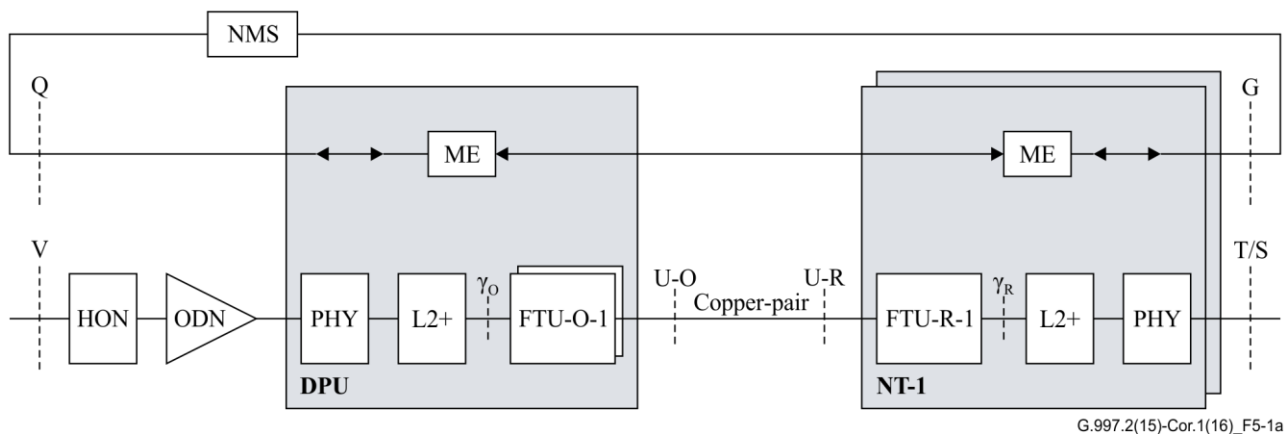 NMS
Q
G
ME
ME
V
U-O
U-R
T/S
γO
γR
Copper-pair
HON
ODN
PHY
L2+
FTU-O-1
FTU-R-1
L2+
PHY
DPU
NT-1
G.997.2(15)-Cor.1(16)_F5-1a